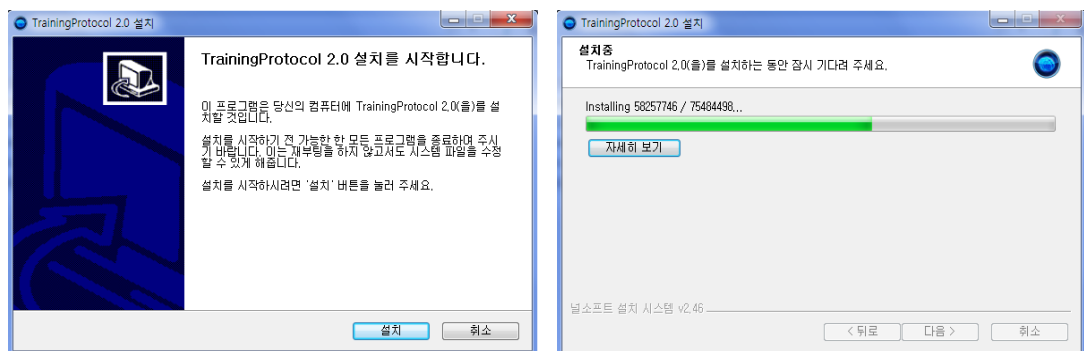 TrainingProtocol 2.0 설치
TrainingProtocol 2.0 설치를 시작합니다.
이 프로그램은 당신의 컴퓨터에 TrainingProtocol 2.0(을)를 설
치할 것입니다.
설치를 시작하기 전 가능한 한 모든 프로그램을 종료하여 주시
기 바랍니다. 이는 재부팅을 하지 않고서도 시스템 파일을 수정
할 수 있게 해줍니다.
설치를 시작하시려면 '설치' 버튼을 눌러 주세요.
설치
취소
TrainingProtocol 2.0 설치
설치중
TrainingProtocol 2.0(을)를 설치하는 동안 잠시 기다려 주세요.
Installing 58257746 / 75484498...
자세히 보기
널소프트 설치 시스템 v2.46
< 뒤로
다음 >
취소